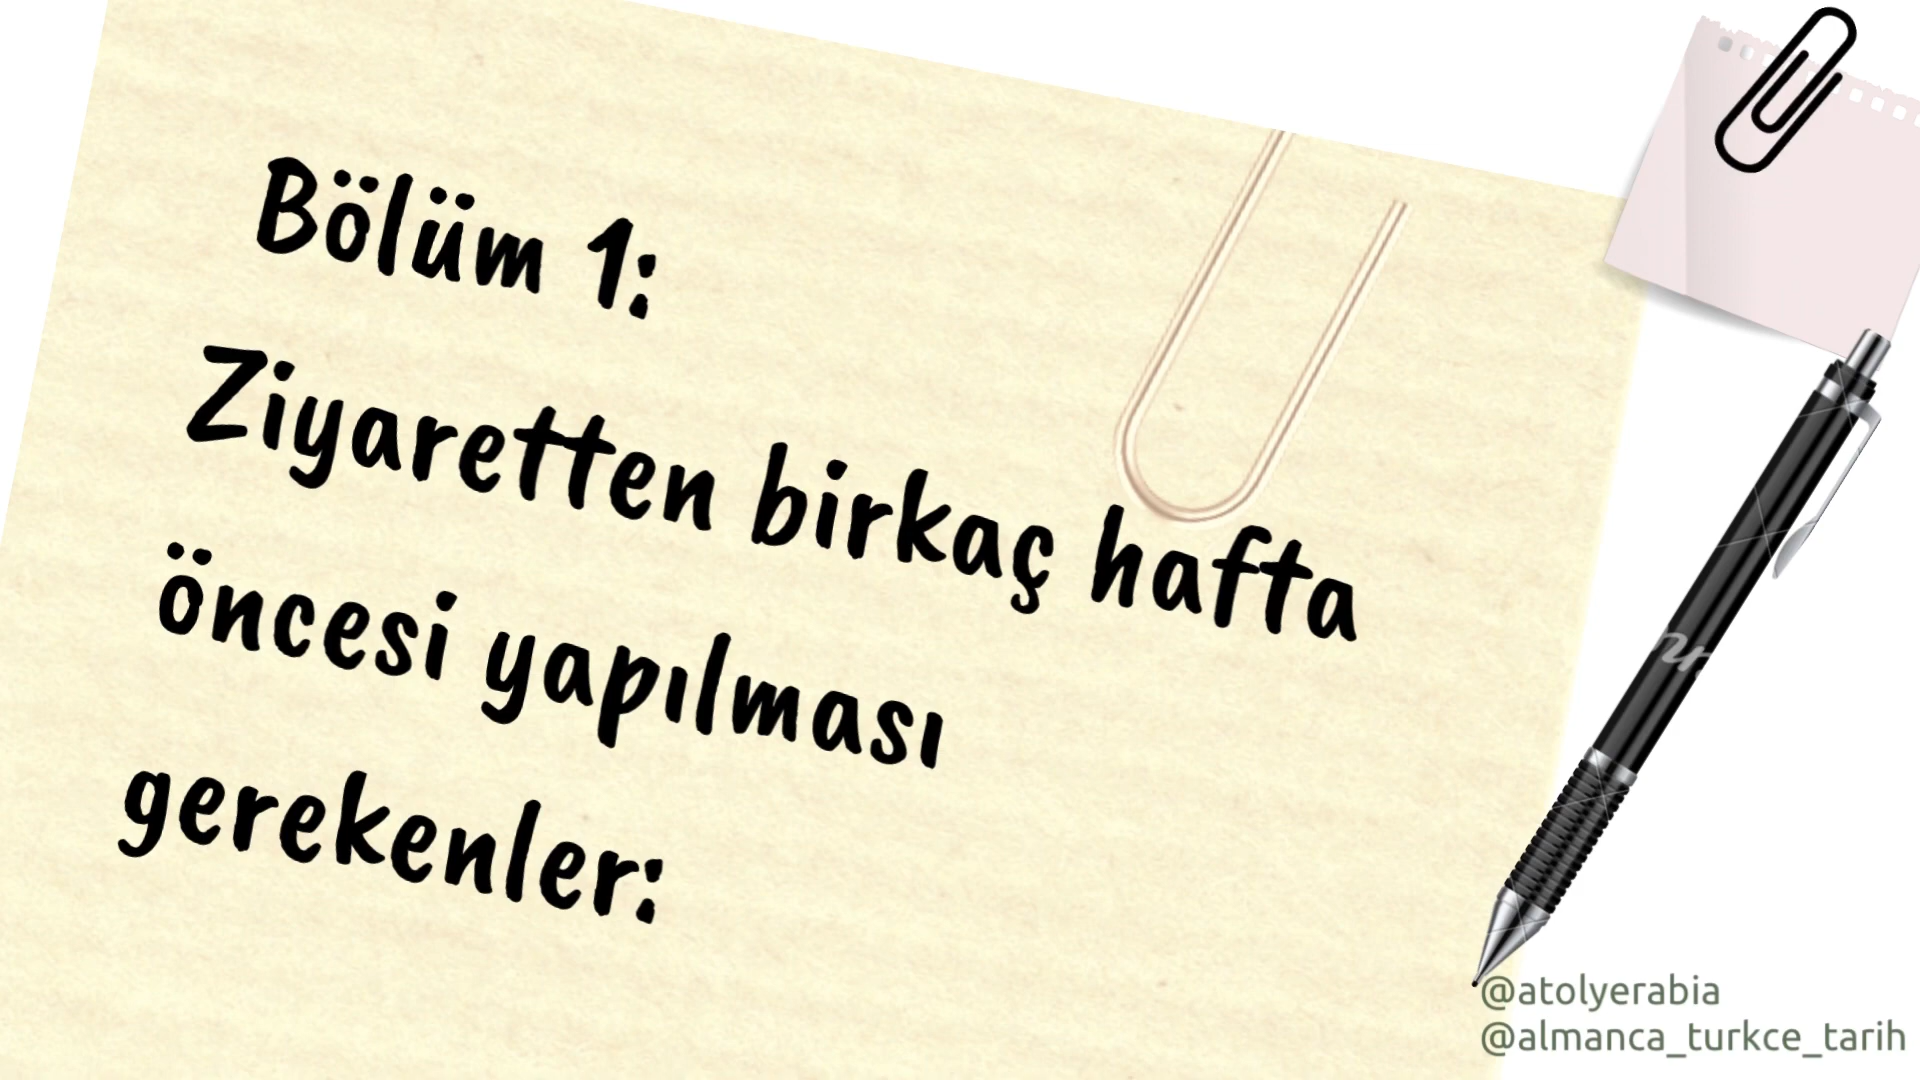 Bölüm 1:
Ziyaretten birkaç hafta
öncesi yapılması
gerekenler:
@atolyerabia
@almanca_turkce_tarih